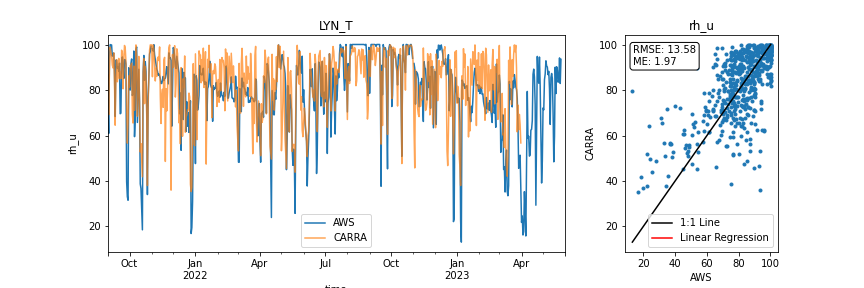 LYN_T
rh_u
100
80
60
40
20
rh_u
AWS
CARRA
Oct
Jan
2022
Apr
Jul
Oct
Jan
2023
Apr
time
rh_u
RMSE: 13.58
ME: 1.97
100
80
60
40
20
CARRA
1:1 Line
Linear Regression
20
40
60
80
100
AWS